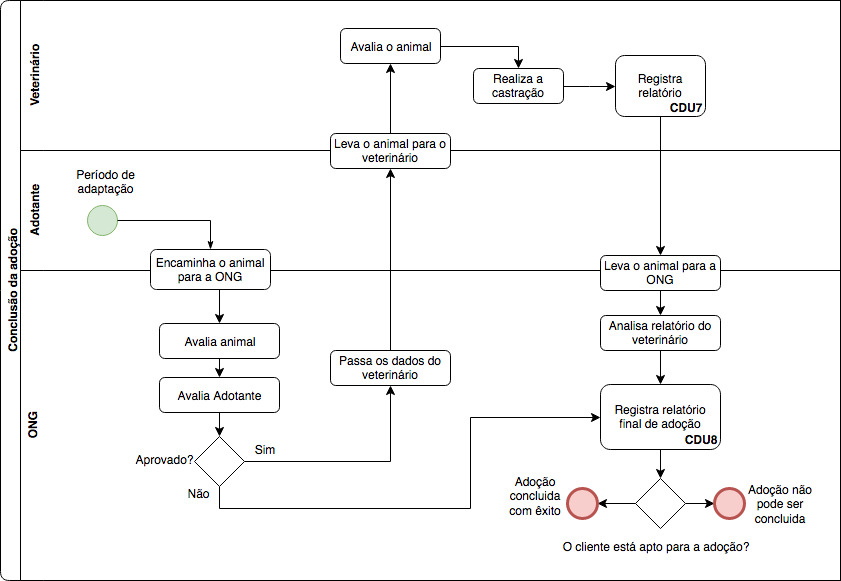 Conclusão da adoção
Veterinário
Avalia o animal
Realiza a
castração
Registra
relatório
CDU7
Leva o animal para o
veterinário
Adotante
Período de
adaptação
Encaminha o animal
para a ONG
Leva o animal para a
ONG
ONG
Avalia animal
Avalia Adotante
Aprovado?
Sim
Não
Passa os dados do
veterinário
Analisa relatório do
veterinário
Registra relatório
final de adoção
CDU8
Adoção
concluida
com êxito
Adoção não
pode ser
concluida
O cliente está apto para a adoção?